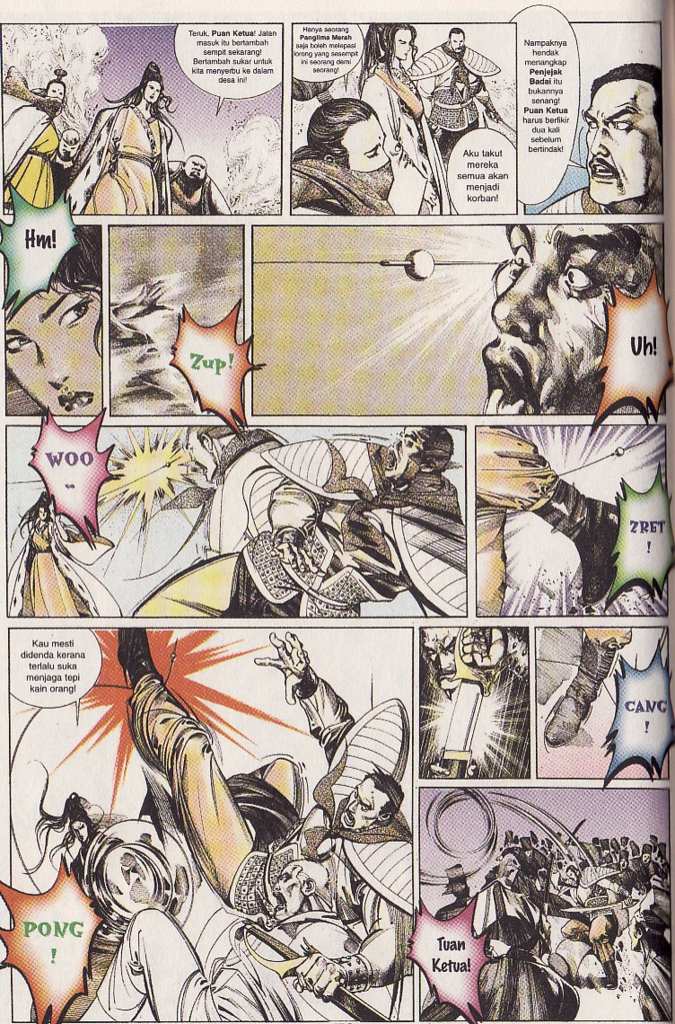 Teruk, Puan Ketua! Jalan
masuk itu bertambah
sempit sekarang!
Bertambah sukar untuk
kita menyerbu ke dalam
desa ini!
Hanya seorang
Panglima Merah
saja boleh melepasi
lorong yang sesempit
ini seorang demi
seorang!
Aku takut
mereka
semua akan
menjadi
korban!
Nampaknya
hendak
menangkap
Penjejak
Badai itu
bukannya
senang!
Puan Ketua
harus berfikir
dua kali
sebelum
bertindak!
Hm!
Zup!
Uh!
WOO
~
ZRET
!
Kau mesti
didenda kerana
terlalu suka
menjaga tepi
kain orang!
CANG
!
PONG
!
Tuan
Ketua!